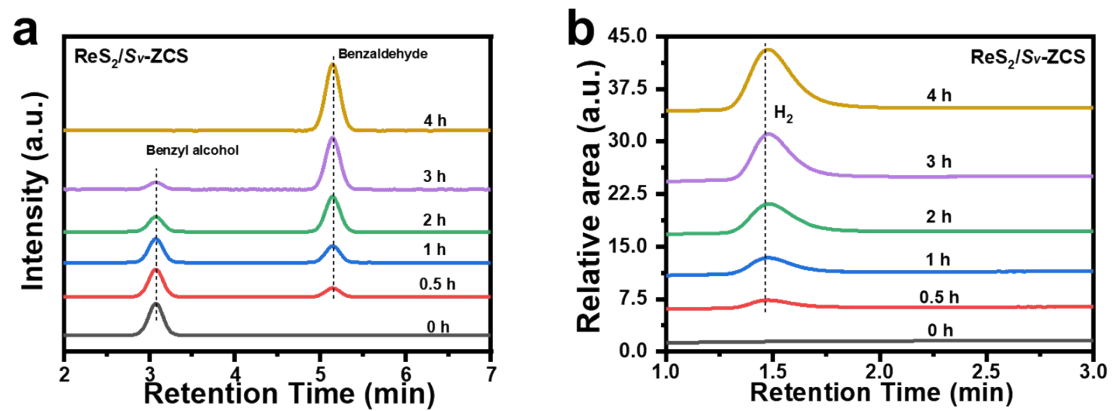 a
ReS₂/Sv-ZCS
Benzaldehyde
4 h
Benzyl alcohol
3 h
2 h
1 h
0.5 h
0 h
Intensity (a.u.)
2 3 4 5 6 7
Retention Time (min)
b
45.0
37.5
30.0
22.5
15.0
7.5
0.0
Relative area (a.u.)
ReS₂/Sv-ZCS
4 h
H₂
3 h
2 h
1 h
0.5 h
0 h
1.0 1.5 2.0 2.5 3.0
Retention Time (min)